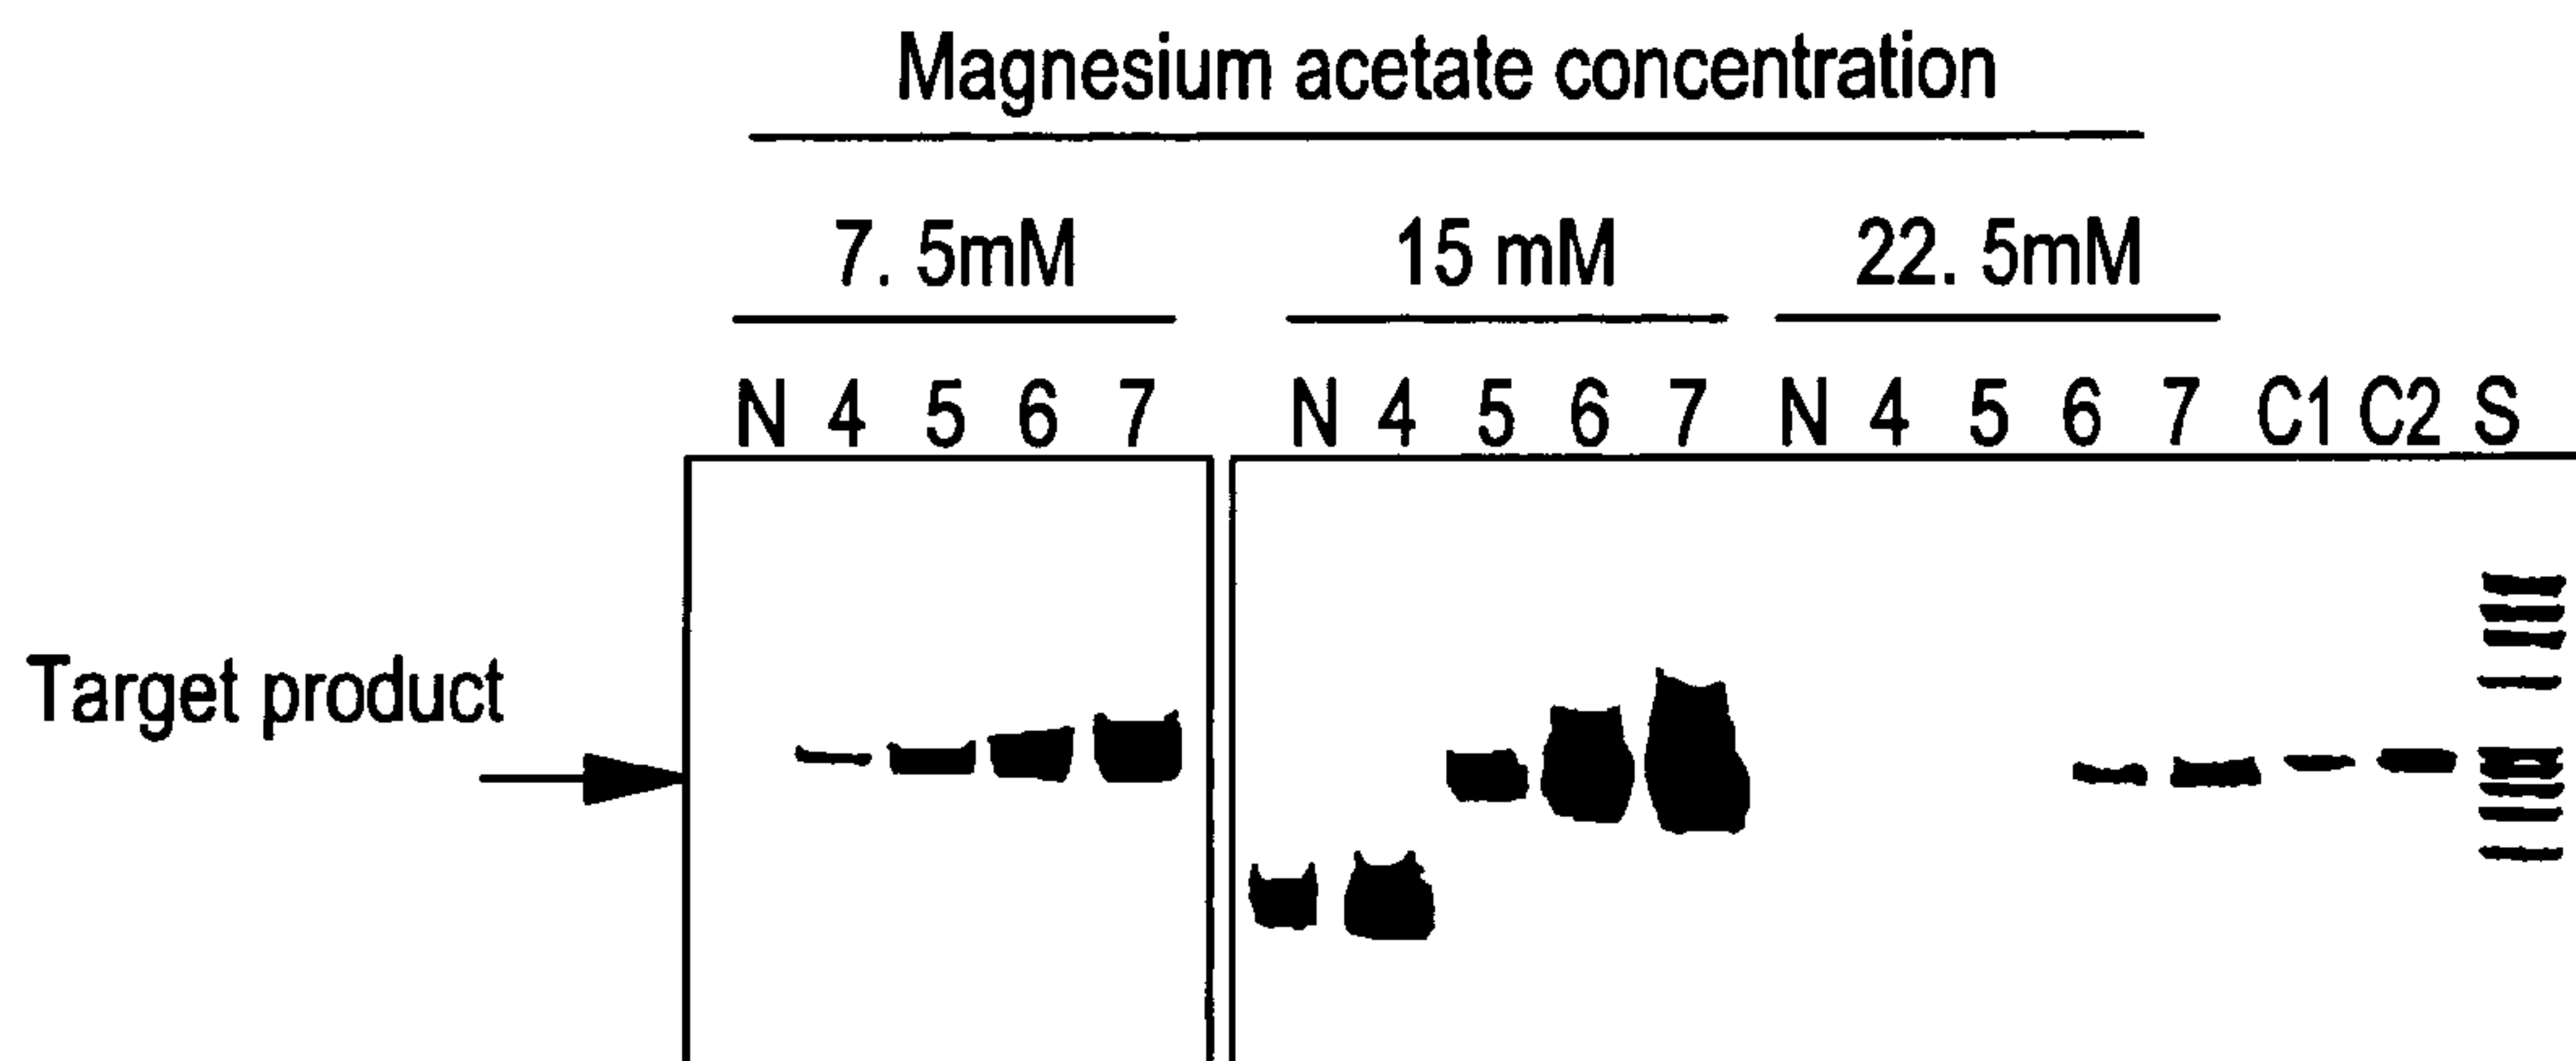 Magnesium acetate concentration
7. 5mM 15 mM 22. 5mM
N 4 5 6 7 N 4 5 6 7 N 4 5 6 7 C1 C2 S
Target product